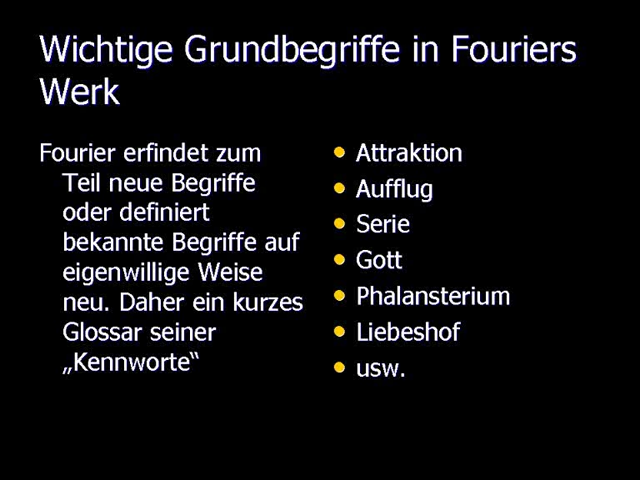 Wichtige Grundbegriffe in Fouriers
Werk
Fourier erfindet zum
Teil neue Begriffe
oder definiert
bekannte Begriffe auf
eigenwillige Weise
neu. Daher ein kurzes
Glossar seiner
„Kennworte“
• Attraktion
• Aufflug
• Serie
• Gott
• Phalansterium
• Liebeshof
• usw.